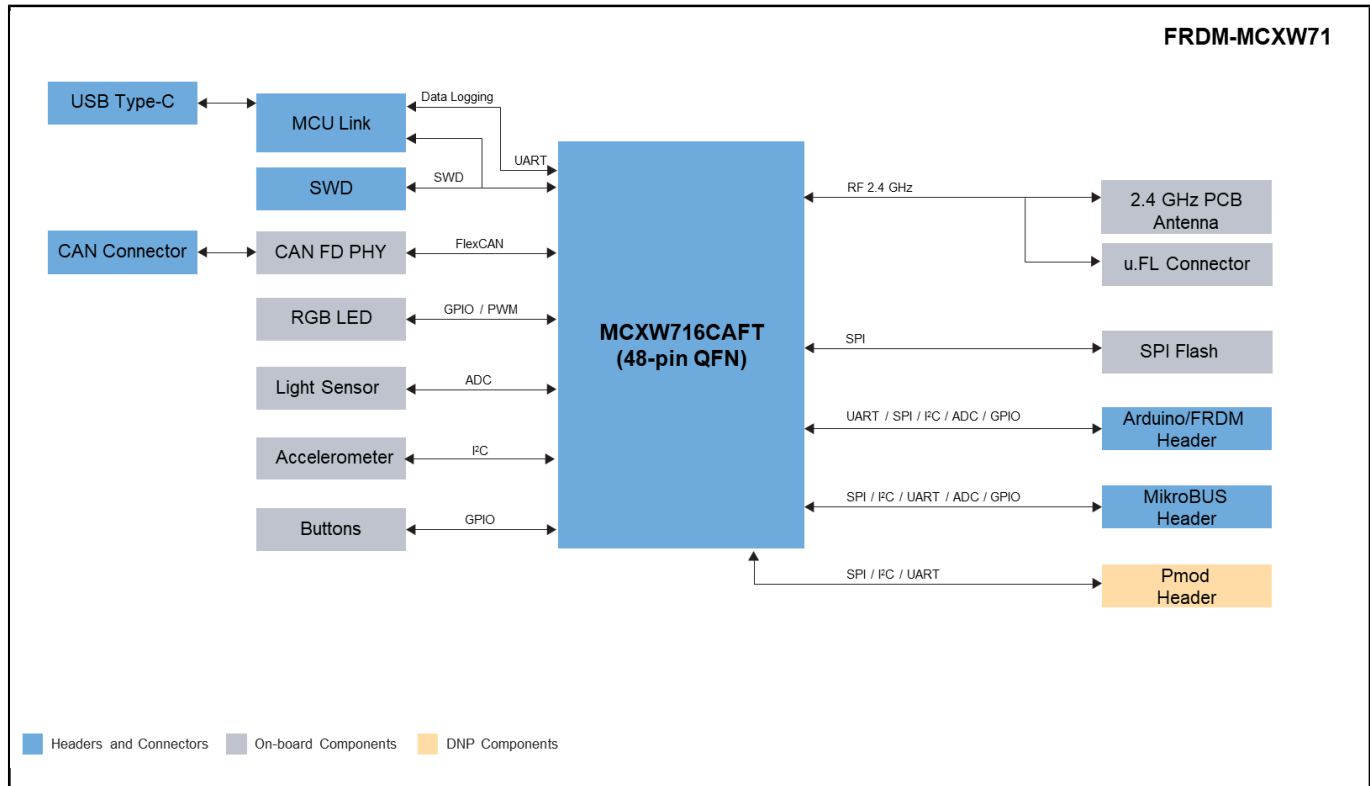 FRDM-MCXW71
USB Type-C
MCU Link
Data Logging
UART
SWD
SWD
CAN Connector
CAN FD PHY
FlexCAN
RGB LED
GPIO / PWM
Light Sensor
ADC
Accelerometer
I²C
Buttons
GPIO
MCXW716CAFT
(48-pin QFN)
RF 2.4 GHz
2.4 GHz PCB
Antenna
u.FL Connector
SPI
SPI Flash
UART / SPI / I²C / ADC / GPIO
Arduino/FRDM
Header
SPI / I²C / UART / ADC / GPIO
MikroBUS
Header
SPI / I²C / UART
Pmod
Header
Headers and Connectors
On-board Components
DNP Components